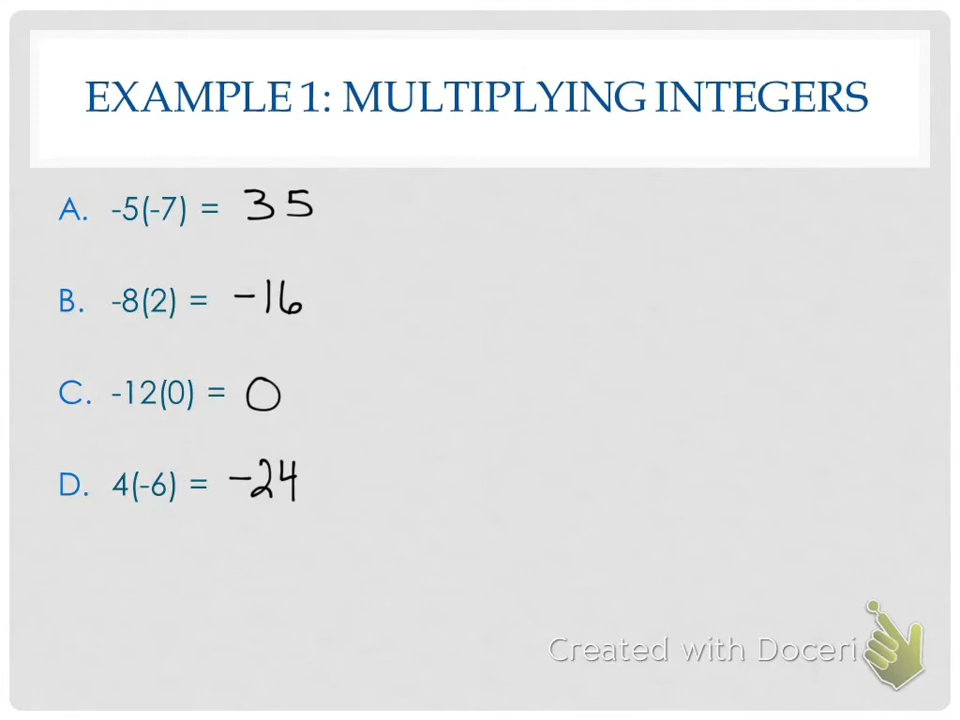 EXAMPLE 1: MULTIPLYING INTEGERS
A. -5(-7) = 35
B. -8(2) = -16
C. -12(0) = 0
D. 4(-6) = -24
Created with Doceri